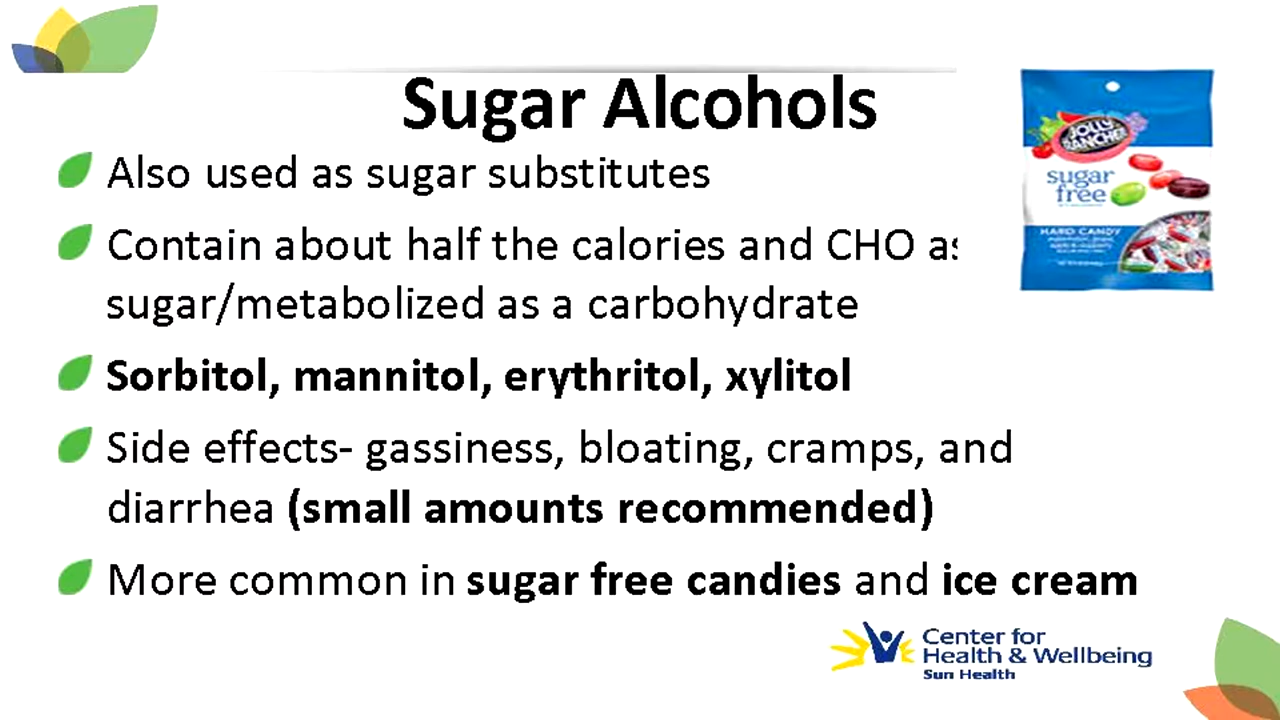 Sugar Alcohols
Also used as sugar substitutes
Contain about half the calories and CHO as
sugar/metabolized as a carbohydrate
Sorbitol, mannitol, erythritol, xylitol
Side effects- gassiness, bloating, cramps, and
diarrhea (small amounts recommended)
More common in sugar free candies and ice cream
JOLLY
RANCHER
sugar
free
HARD CANDY
Center for
Health & Wellbeing
Sun Health